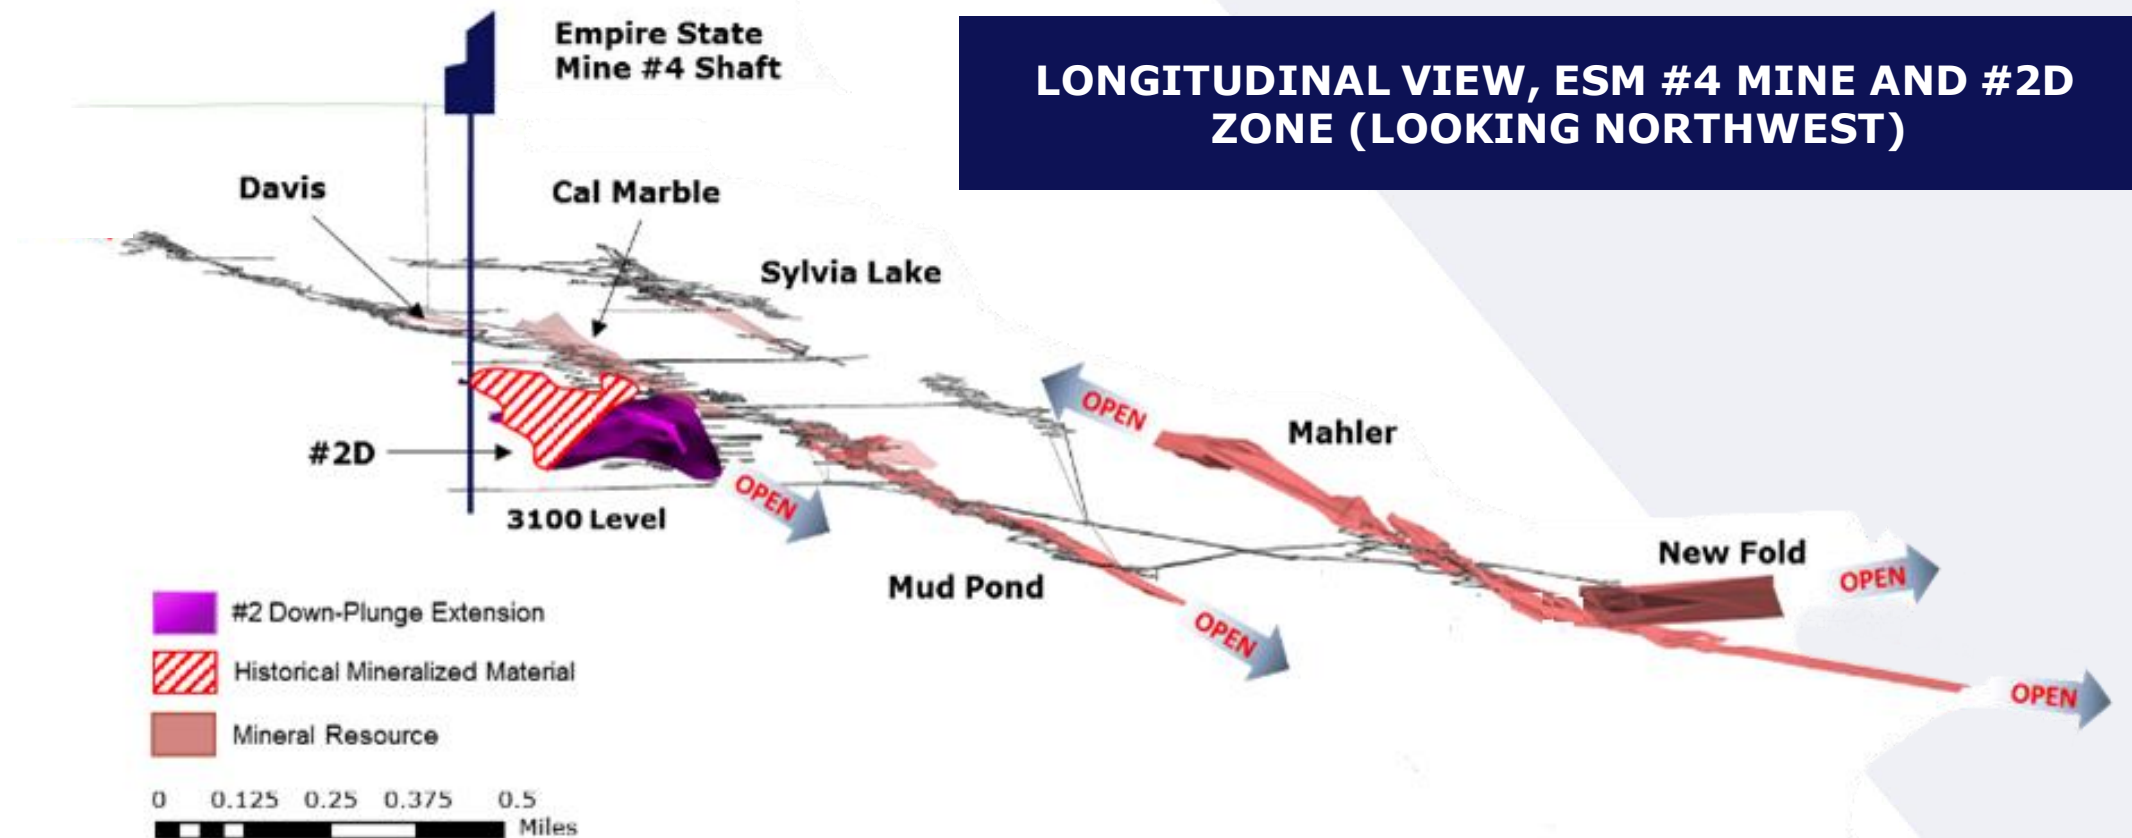 Empire State
Mine #4 Shaft
LONGITUDINAL VIEW, ESM #4 MINE AND #2D
ZONE (LOOKING NORTHWEST)
Davis
Cal Marble
Sylvia Lake
OPEN
Mahler
#2D
OPEN
3100 Level
New Fold
OPEN
Mud Pond
OPEN
OPEN
#2 Down-Plunge Extension
Historical Mineralized Material
Mineral Resource
0 0.125 0.25 0.375 0.5
Miles